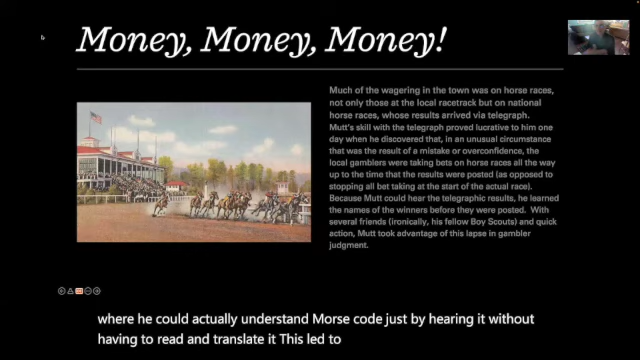 Money, Money, Money!
Much of the wagering in the town was on horse races,
not only those at the local racetrack but on national
horse races, whose results arrived via telegraph.
Mutt's skill with the telegraph proved lucrative to him one
day when he discovered that, in an unusual circumstance
that was the result of a mistake or overconfidence, the
local gamblers were taking bets on horse races all the way
up to the time that the results were posted (as opposed to
stopping all bet taking at the start of the actual race).
Because Mutt could hear the telegraphic results, he learned
the names of the winners before they were posted. With
several friends (ironically, his fellow Boy Scouts) and quick
action, Mutt took advantage of this lapse in gambler
judgment.
where he could actually understand Morse code just by hearing it without
having to read and translate it This led to